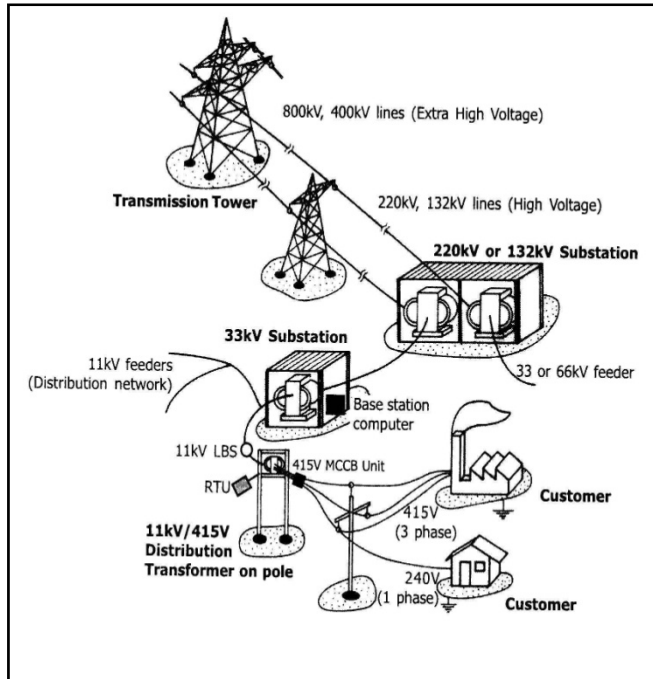 800kV, 400kV lines (Extra High Voltage)
Transmission Tower
220kV, 132kV lines (High Voltage)
220kV or 132kV Substation
33kV Substation
11kV feeders
(Distribution network)
33 or 66kV feeder
Base station
computer
11kV LBS
415V MCCB Unit
RTU
415V
(3 phase)
Customer
11kV/415V
Distribution
Transformer on pole
240V
(1 phase)
Customer